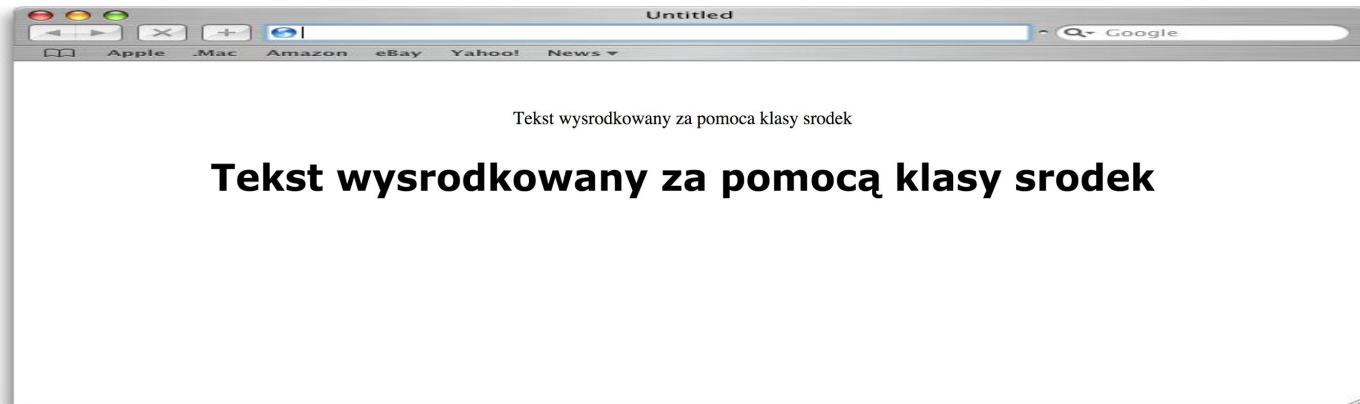 Untitled
Google
Apple .Mac Amazon eBay Yahoo! News
Tekst wysrodkowany za pomoca klasy srodek
Tekst wysrodkowany za pomocą klasy srodek